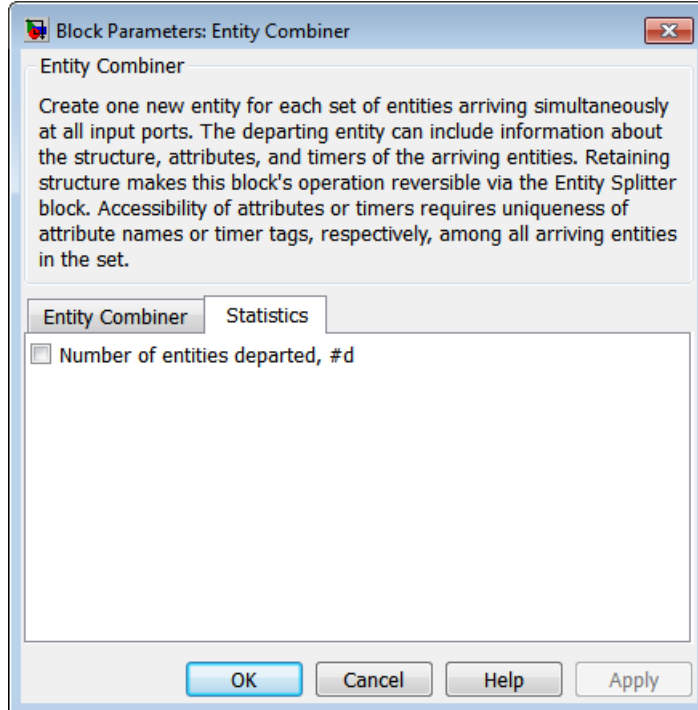 Block Parameters: Entity Combiner
Entity Combiner
Create one new entity for each set of entities arriving simultaneously
at all input ports. The departing entity can include information about
the structure, attributes, and timers of the arriving entities. Retaining
structure makes this block's operation reversible via the Entity Splitter
block. Accessibility of attributes or timers requires uniqueness of
attribute names or timer tags, respectively, among all arriving entities
in the set.
Entity Combiner Statistics
Number of entities departed, #d
OK Cancel Help Apply